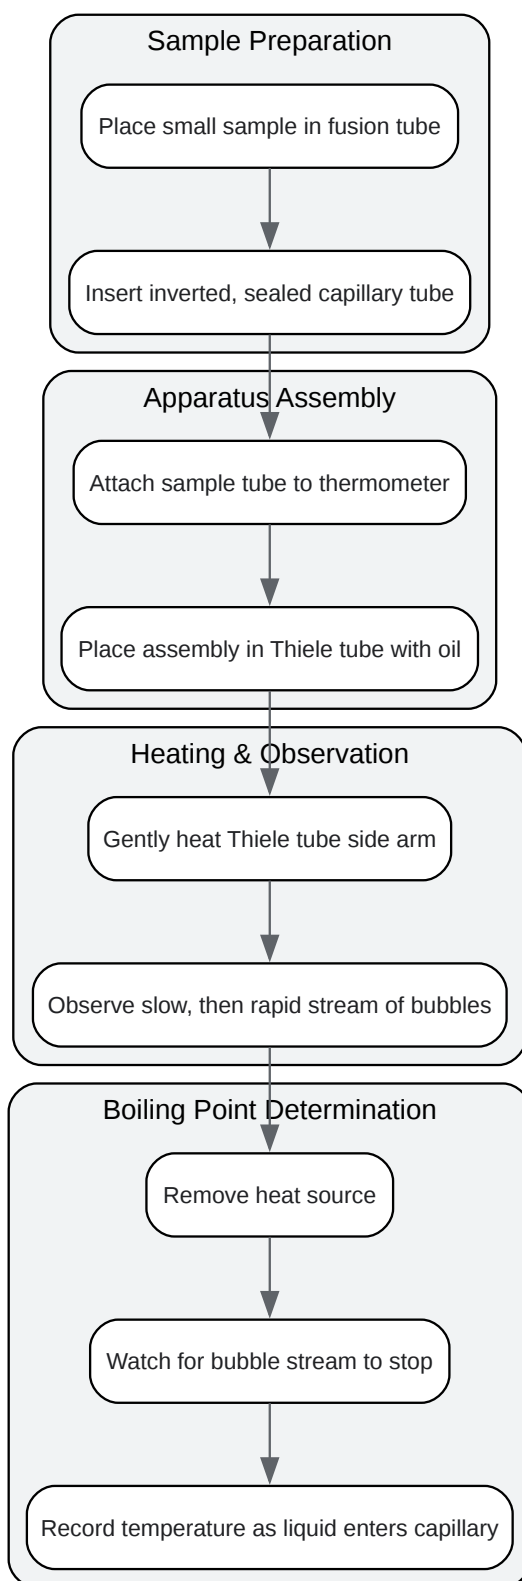 Sample Preparation
Place small sample in fusion tube
Insert inverted, sealed capillary tube
Apparatus Assembly
Attach sample tube to thermometer
Place assembly in Thiele tube with oil
Heating & Observation
Gently heat Thiele tube side arm
Observe slow, then rapid stream of bubbles
Boiling Point Determination
Remove heat source
Watch for bubble stream to stop
Record temperature as liquid enters capillary